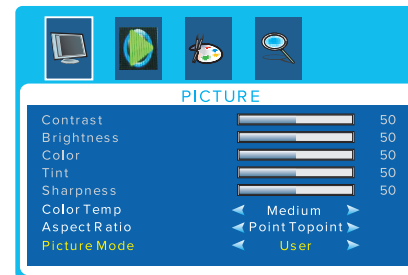 PICTURE
Contrast 50
Brightness 50
Color 50
Tint 50
Sharpness 50
Color Temp Medium
Aspect Ratio Point Topoint
Picture Mode User